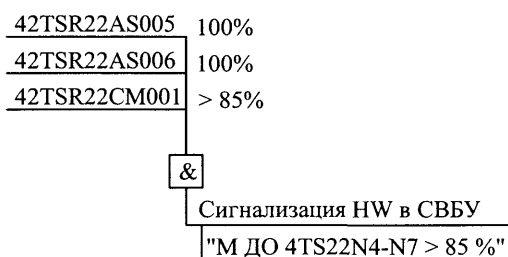 42TSR22AS005 100%
42TSR22AS006 100%
42TSR22CM001 > 85%
&
Сигнализация HW в СВБУ
"М ДО 4TS22N4-N7 > 85 %"